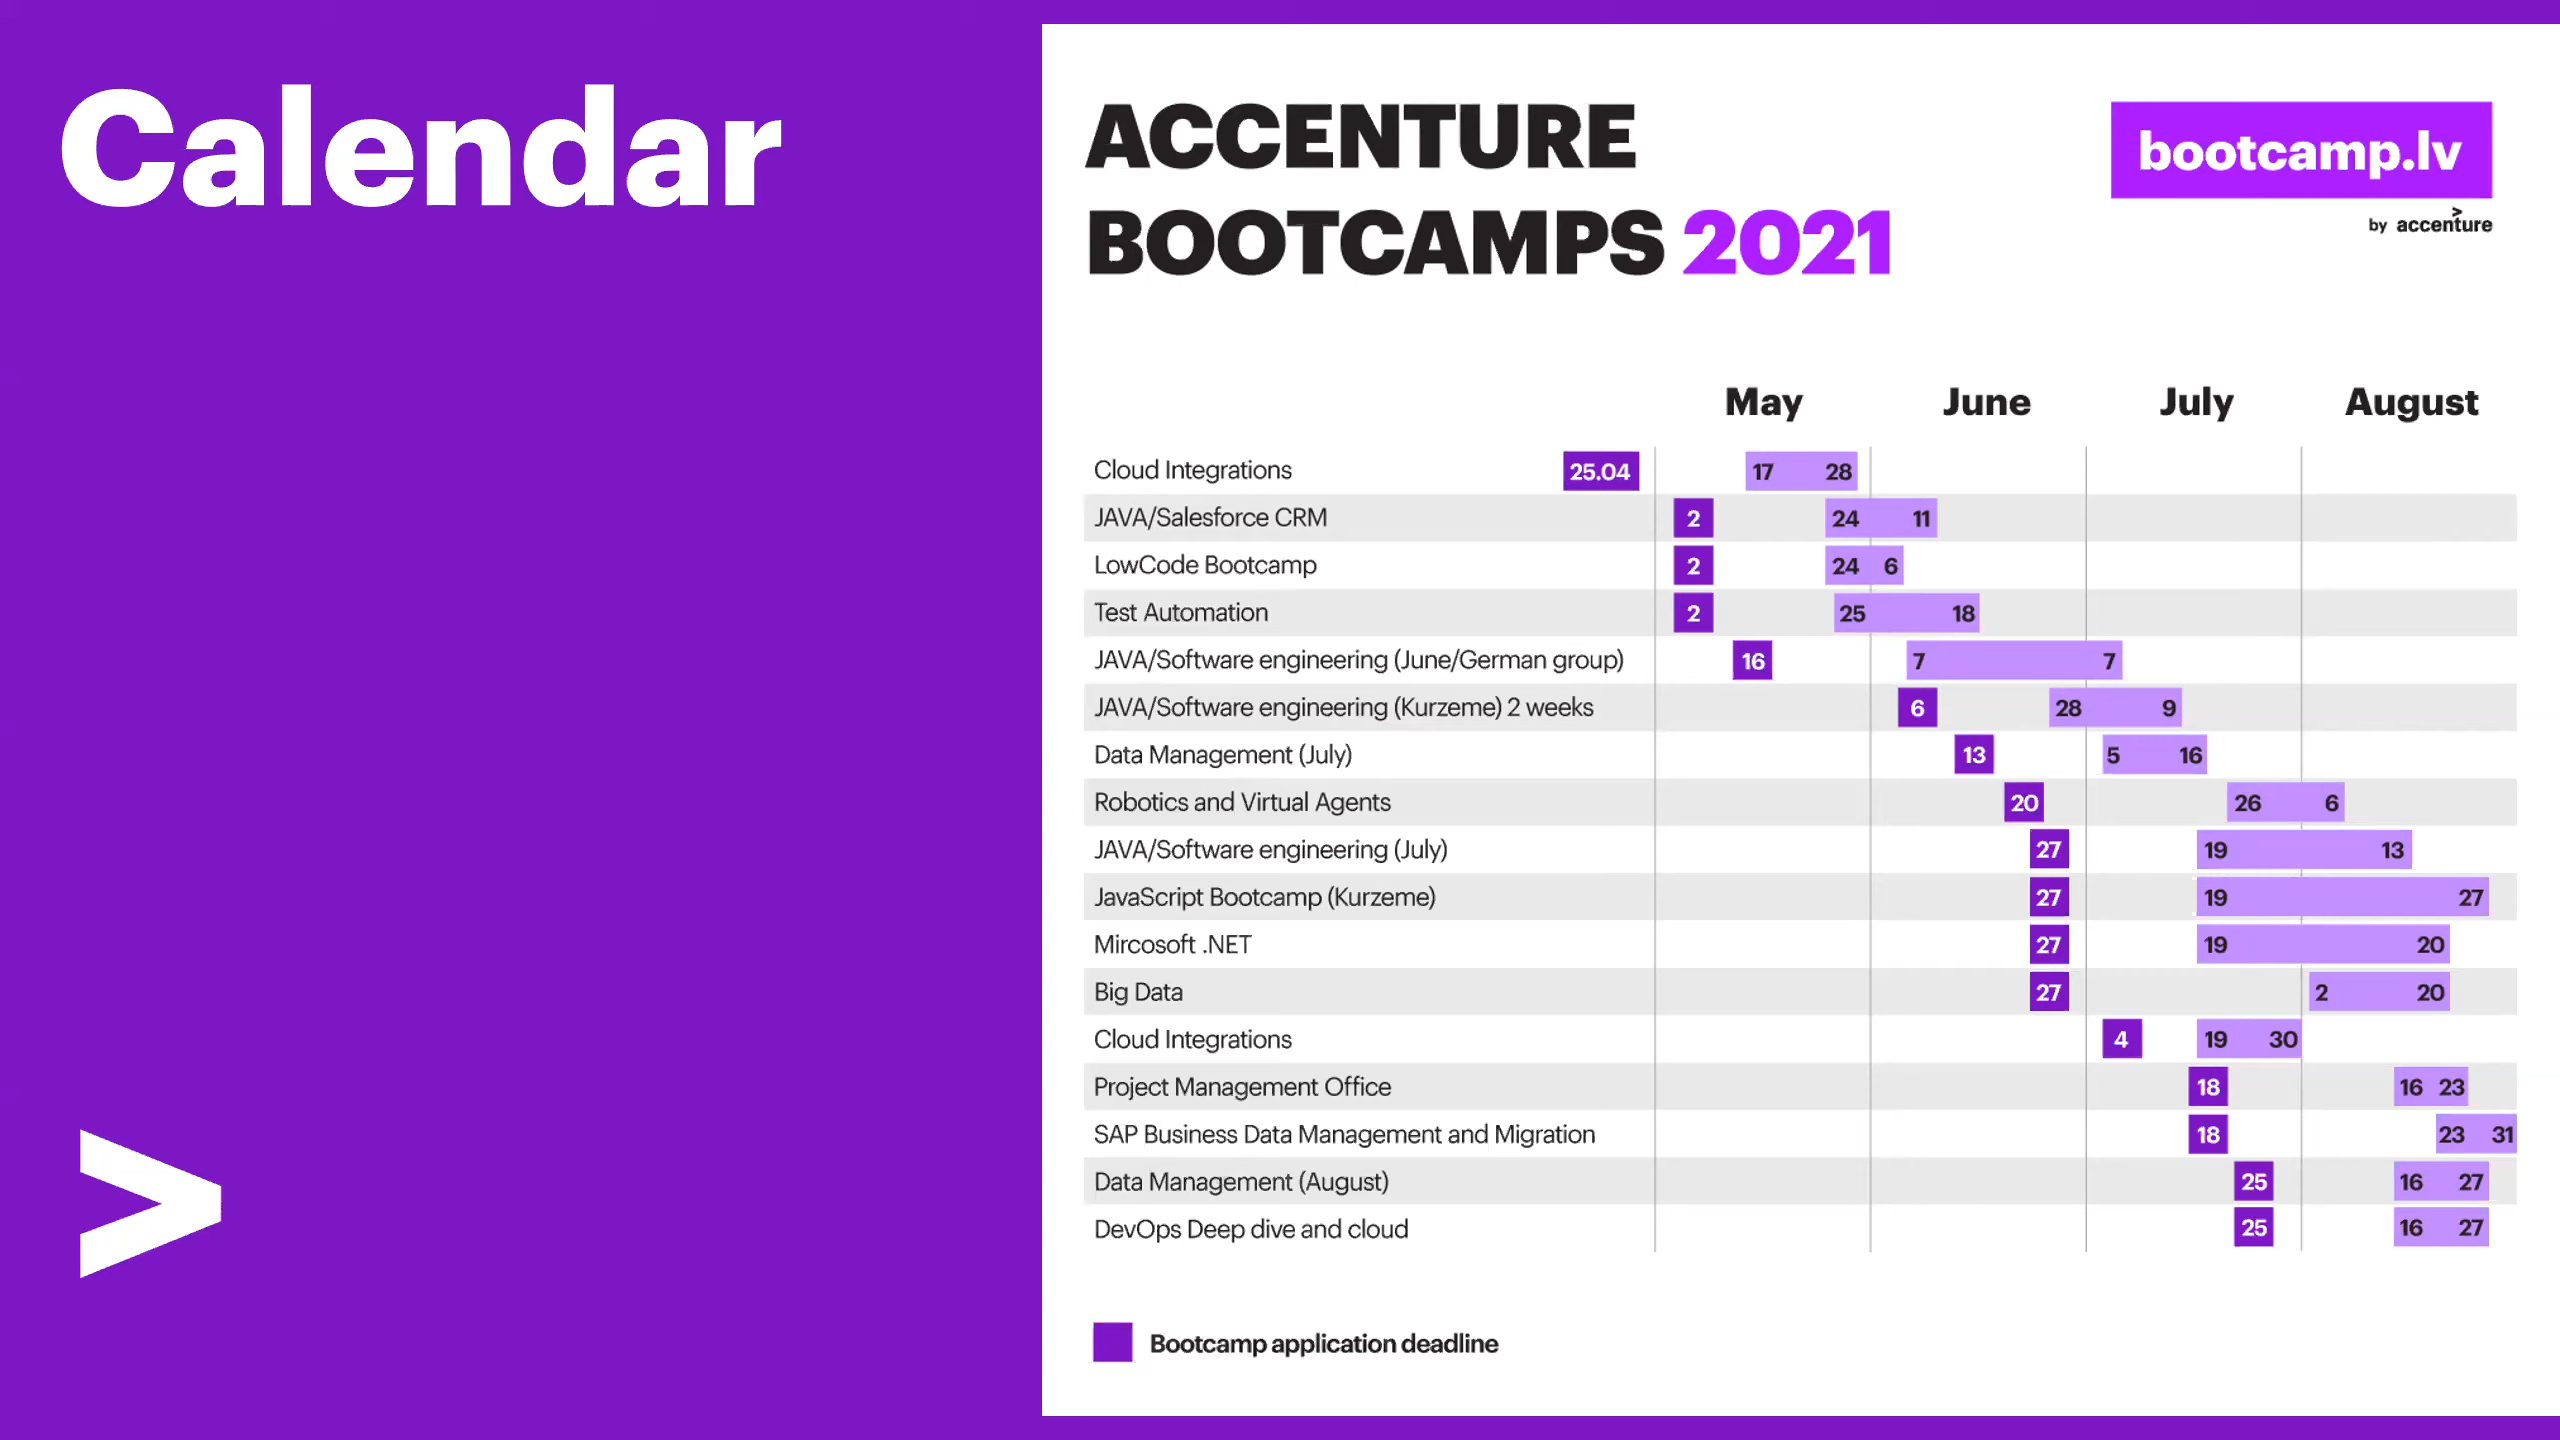 Calendar
ACCENTURE
BOOTCAMPS 2021
bootcamp.lv
by accenture
May June July August
Cloud Integrations 25.04 17 28
JAVA/Salesforce CRM 2 24 11
LowCode Bootcamp 2 24 6
Test Automation 2 25 18
JAVA/Software engineering (June/German group) 16 7 7
JAVA/Software engineering (Kurzeme) 2 weeks 6 28 9
Data Management (July) 13 5 16
Robotics and Virtual Agents 20 26 6
JAVA/Software engineering (July) 27 19 13
JavaScript Bootcamp (Kurzeme) 27 19 27
Mircosoft .NET 27 19 20
Big Data 27 2 20
Cloud Integrations 4 19 30
Project Management Office 18 16 23
SAP Business Data Management and Migration 18 23 31
Data Management (August) 25 16 27
DevOps Deep dive and cloud 25 16 27
Bootcamp application deadline